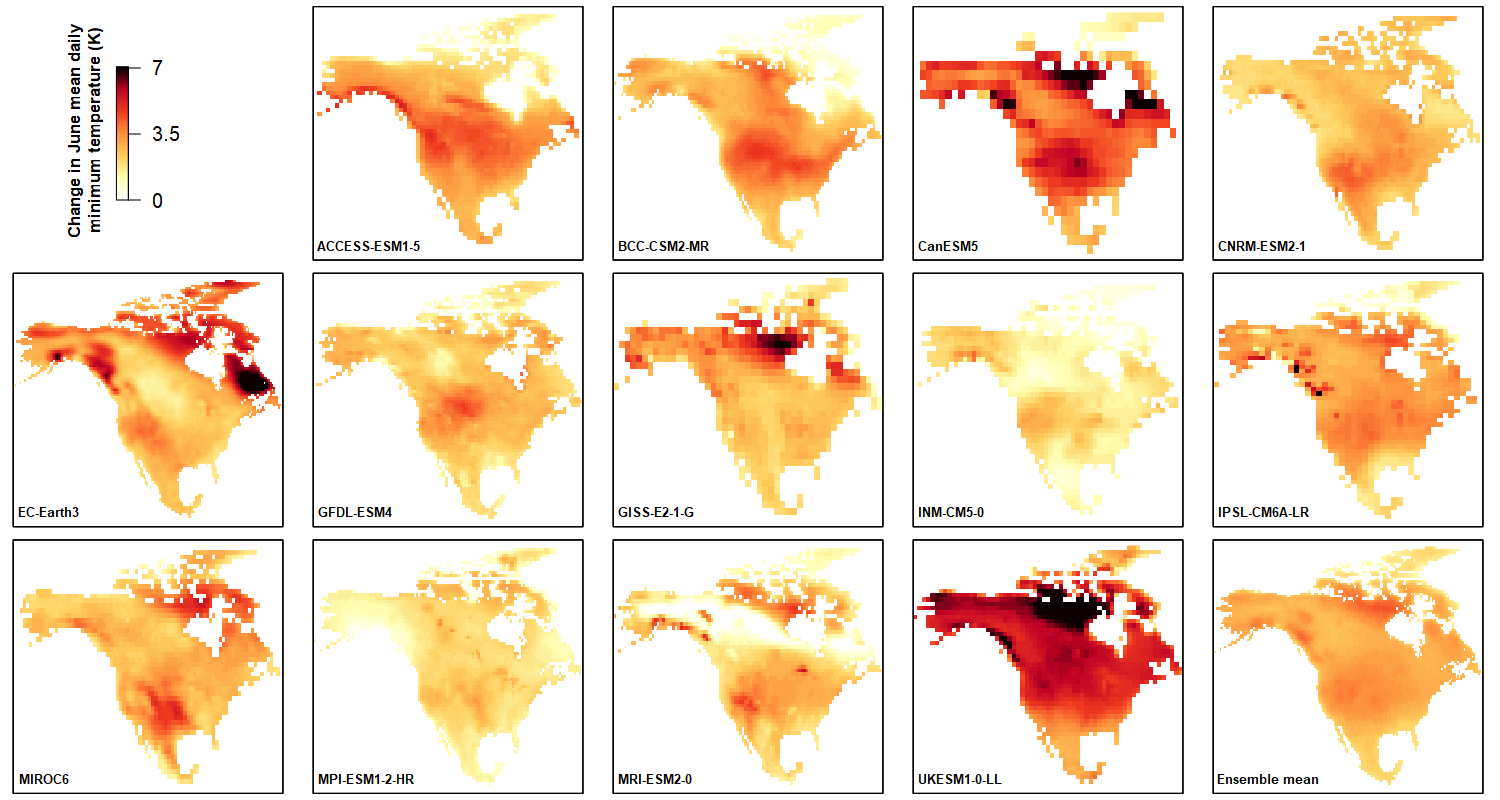 Change in June mean daily
minimum temperature (K)
7
3.5
0
ACCESS-ESM1-5
BCC-CSM2-MR
CanESM5
CNRM-ESM2-1
EC-Earth3
GFDL-ESM4
GISS-E2-1-G
INM-CM5-0
IPSL-CM6A-LR
MIROC6
MPI-ESM1-2-HR
MRI-ESM2-0
UKESM1-0-LL
Ensemble mean